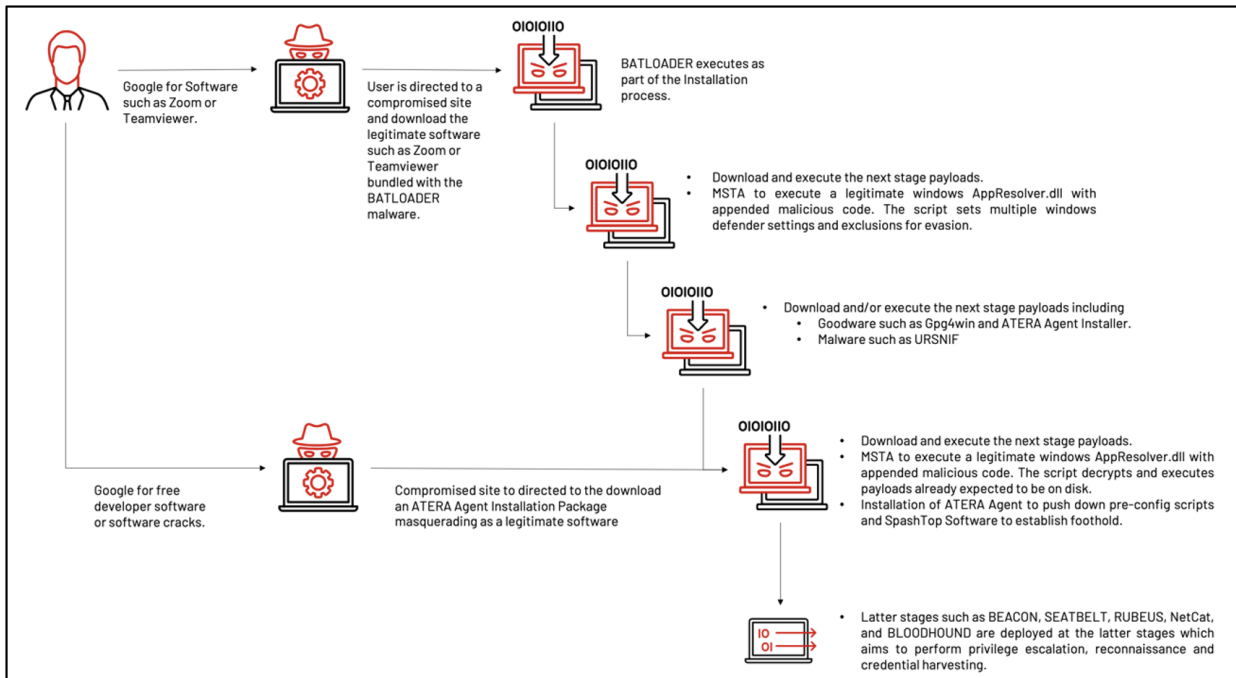 OIOIOIIO
Google for Software
such as Zoom or
Teamviewer.
User is directed to a
compromised site
and download the
legitimate software
such as Zoom or
Teamviewer
bundled with the
BATLOADER
malware.
BATLOADER executes as
part of the Installation
process.
OIOIOIIO
• Download and execute the next stage payloads.
• MSTA to execute a legitimate windows AppResolver.dll with
appended malicious code. The script sets multiple windows
defender settings and exclusions for evasion.
OIOIOIIO
• Download and/or execute the next stage payloads including
• Goodware such as Gpg4win and ATERA Agent Installer.
• Malware such as URSNIF
Google for free
developer software
or software cracks.
Compromised site to directed to the download
an ATERA Agent Installation Package
masquerading as a legitimate software
OIOIOIIO
• Download and execute the next stage payloads.
• MSTA to execute a legitimate windows AppResolver.dll with
appended malicious code. The script decrypts and executes
payloads already expected to be on disk.
• Installation of ATERA Agent to push down pre-config scripts
and SpashTop Software to establish foothold.
IO
OI
• Latter stages such as BEACON, SEATBELT, RUBEUS, NetCat,
and BLOODHOUND are deployed at the latter stages which
aims to perform privilege escalation, reconnaissance and
credential harvesting.